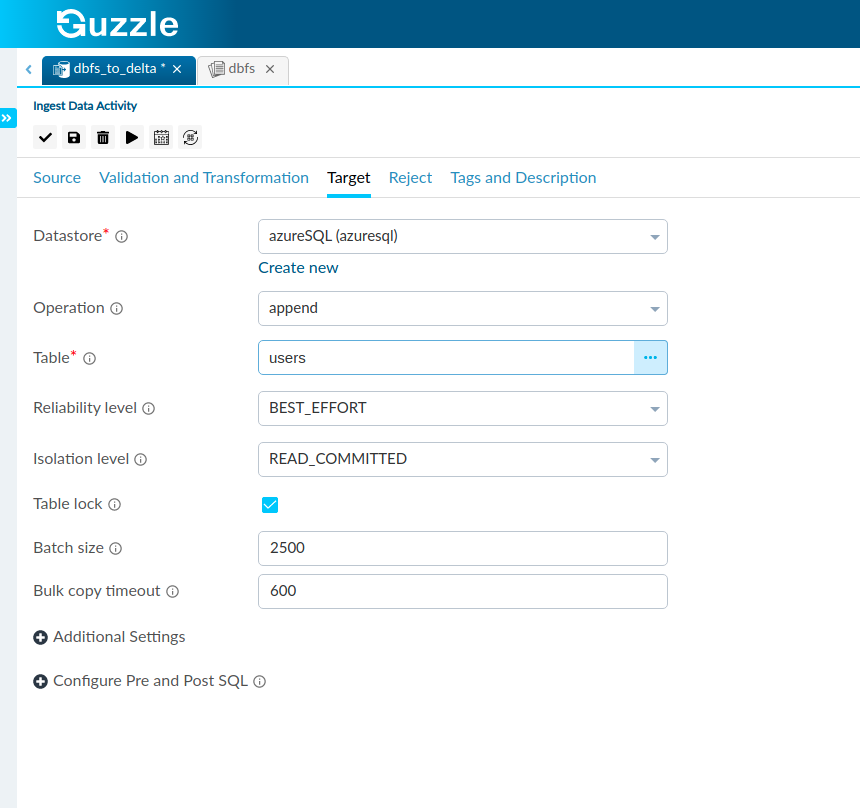 Guzzle
dbfs_to_delta *
dbfs
Ingest Data Activity
Source Validation and Transformation Target Reject Tags and Description
Datastore* azureSQL (azuresql)
Create new
Operation append
Table* users
Reliability level BEST_EFFORT
Isolation level READ_COMMITTED
Table lock
Batch size 2500
Bulk copy timeout 600
Additional Settings
Configure Pre and Post SQL